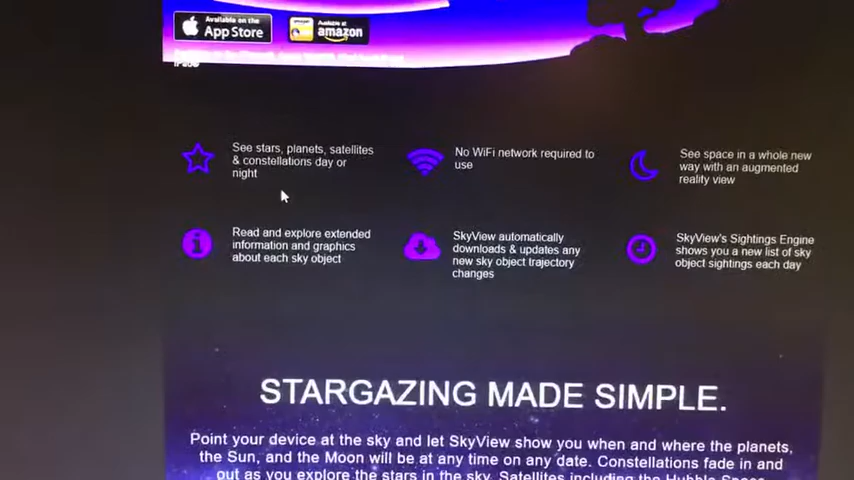 Available on the
App Store
Available at
amazon
iPad®
See stars, planets, satellites
& constellations day or
night
No WiFi network required to
use
See space in a whole new
way with an augmented
reality view
Read and explore extended
information and graphics
about each sky object
SkyView automatically
downloads & updates any
new sky object trajectory
changes
SkyView's Sightings Engine
shows you a new list of sky
object sightings each day
STARGAZING MADE SIMPLE.
Point your device at the sky and let SkyView show you when and where the planets,
the Sun, and the Moon will be at any time on any date. Constellations fade in and
out as you explore the stars in the sky. Satellites including the Hubble Space